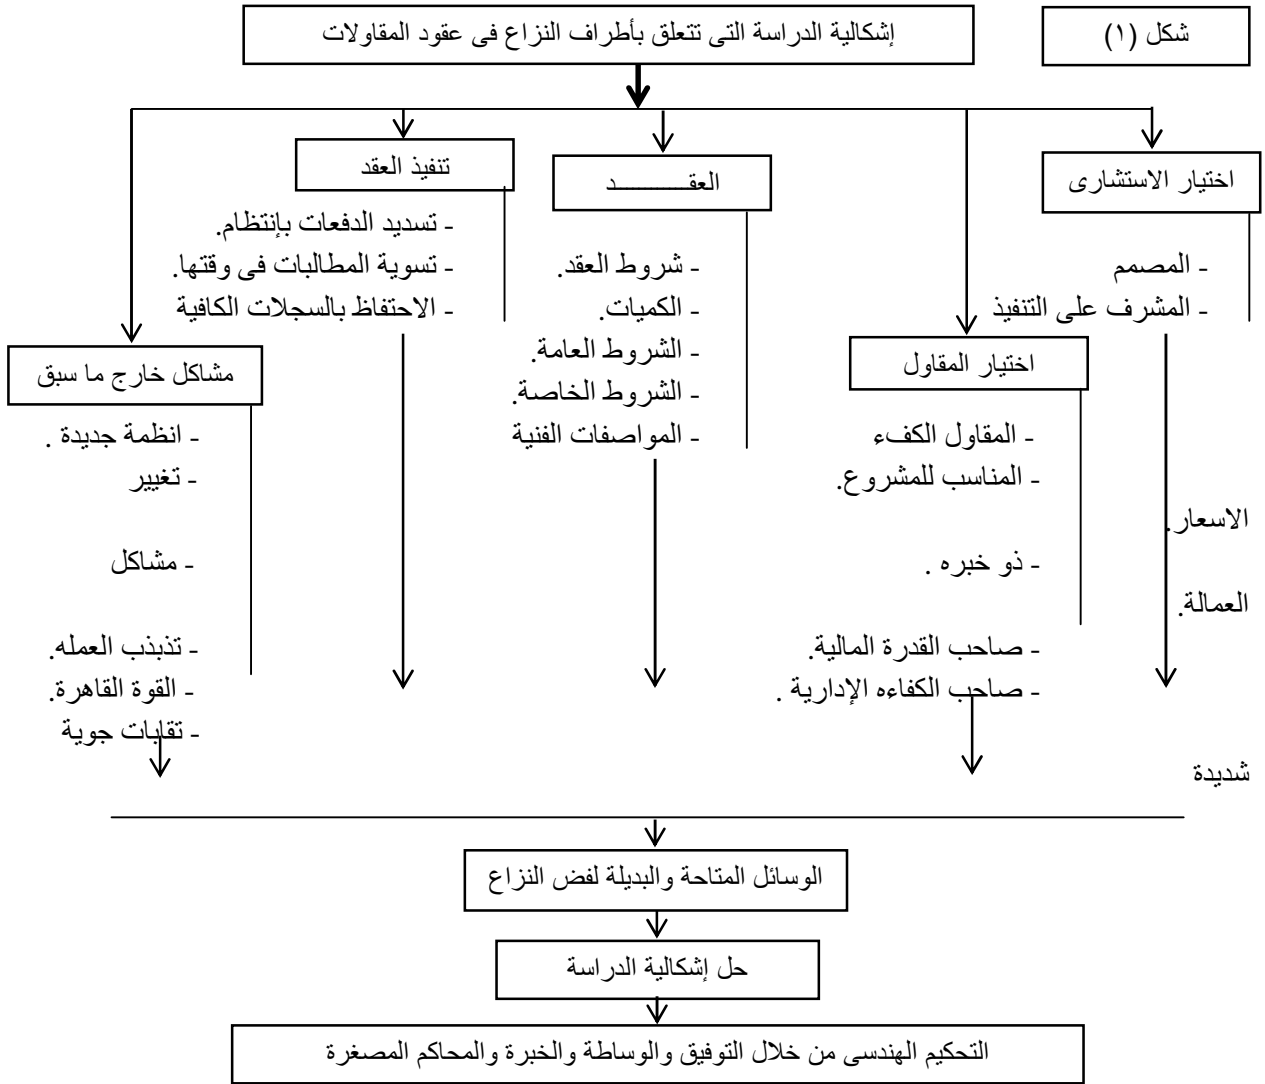 شكل (١)
إشكالية الدراسة التى تتعلق بأطراف النزاع فى عقود المقاولات
اختيار الاستشارى
- المصمم
- المشرف على التنفيذ
اختيار المقاول
- المقاول الكفء
- المناسب للمشروع.
- ذو خبره .
- صاحب القدرة المالية.
- صاحب الكفاءه الإدارية .
العقــــــــــد
- شروط العقد.
- الكميات.
- الشروط العامة.
- الشروط الخاصة.
- المواصفات الفنية
تنفيذ العقد
- تسديد الدفعات بإنتظام.
- تسوية المطالبات فى وقتها.
- الاحتفاظ بالسجلات الكافية
مشاكل خارج ما سبق
- انظمة جديدة .
- تغيير
الاسعار.
- مشاكل
العمالة.
- تذبذب العمله.
- القوة القاهرة.
- تقابات جوية
شديدة
الوسائل المتاحة والبديلة لفض النزاع
حل إشكالية الدراسة
التحكيم الهندسى من خلال التوفيق والوساطة والخبرة والمحاكم المصغرة